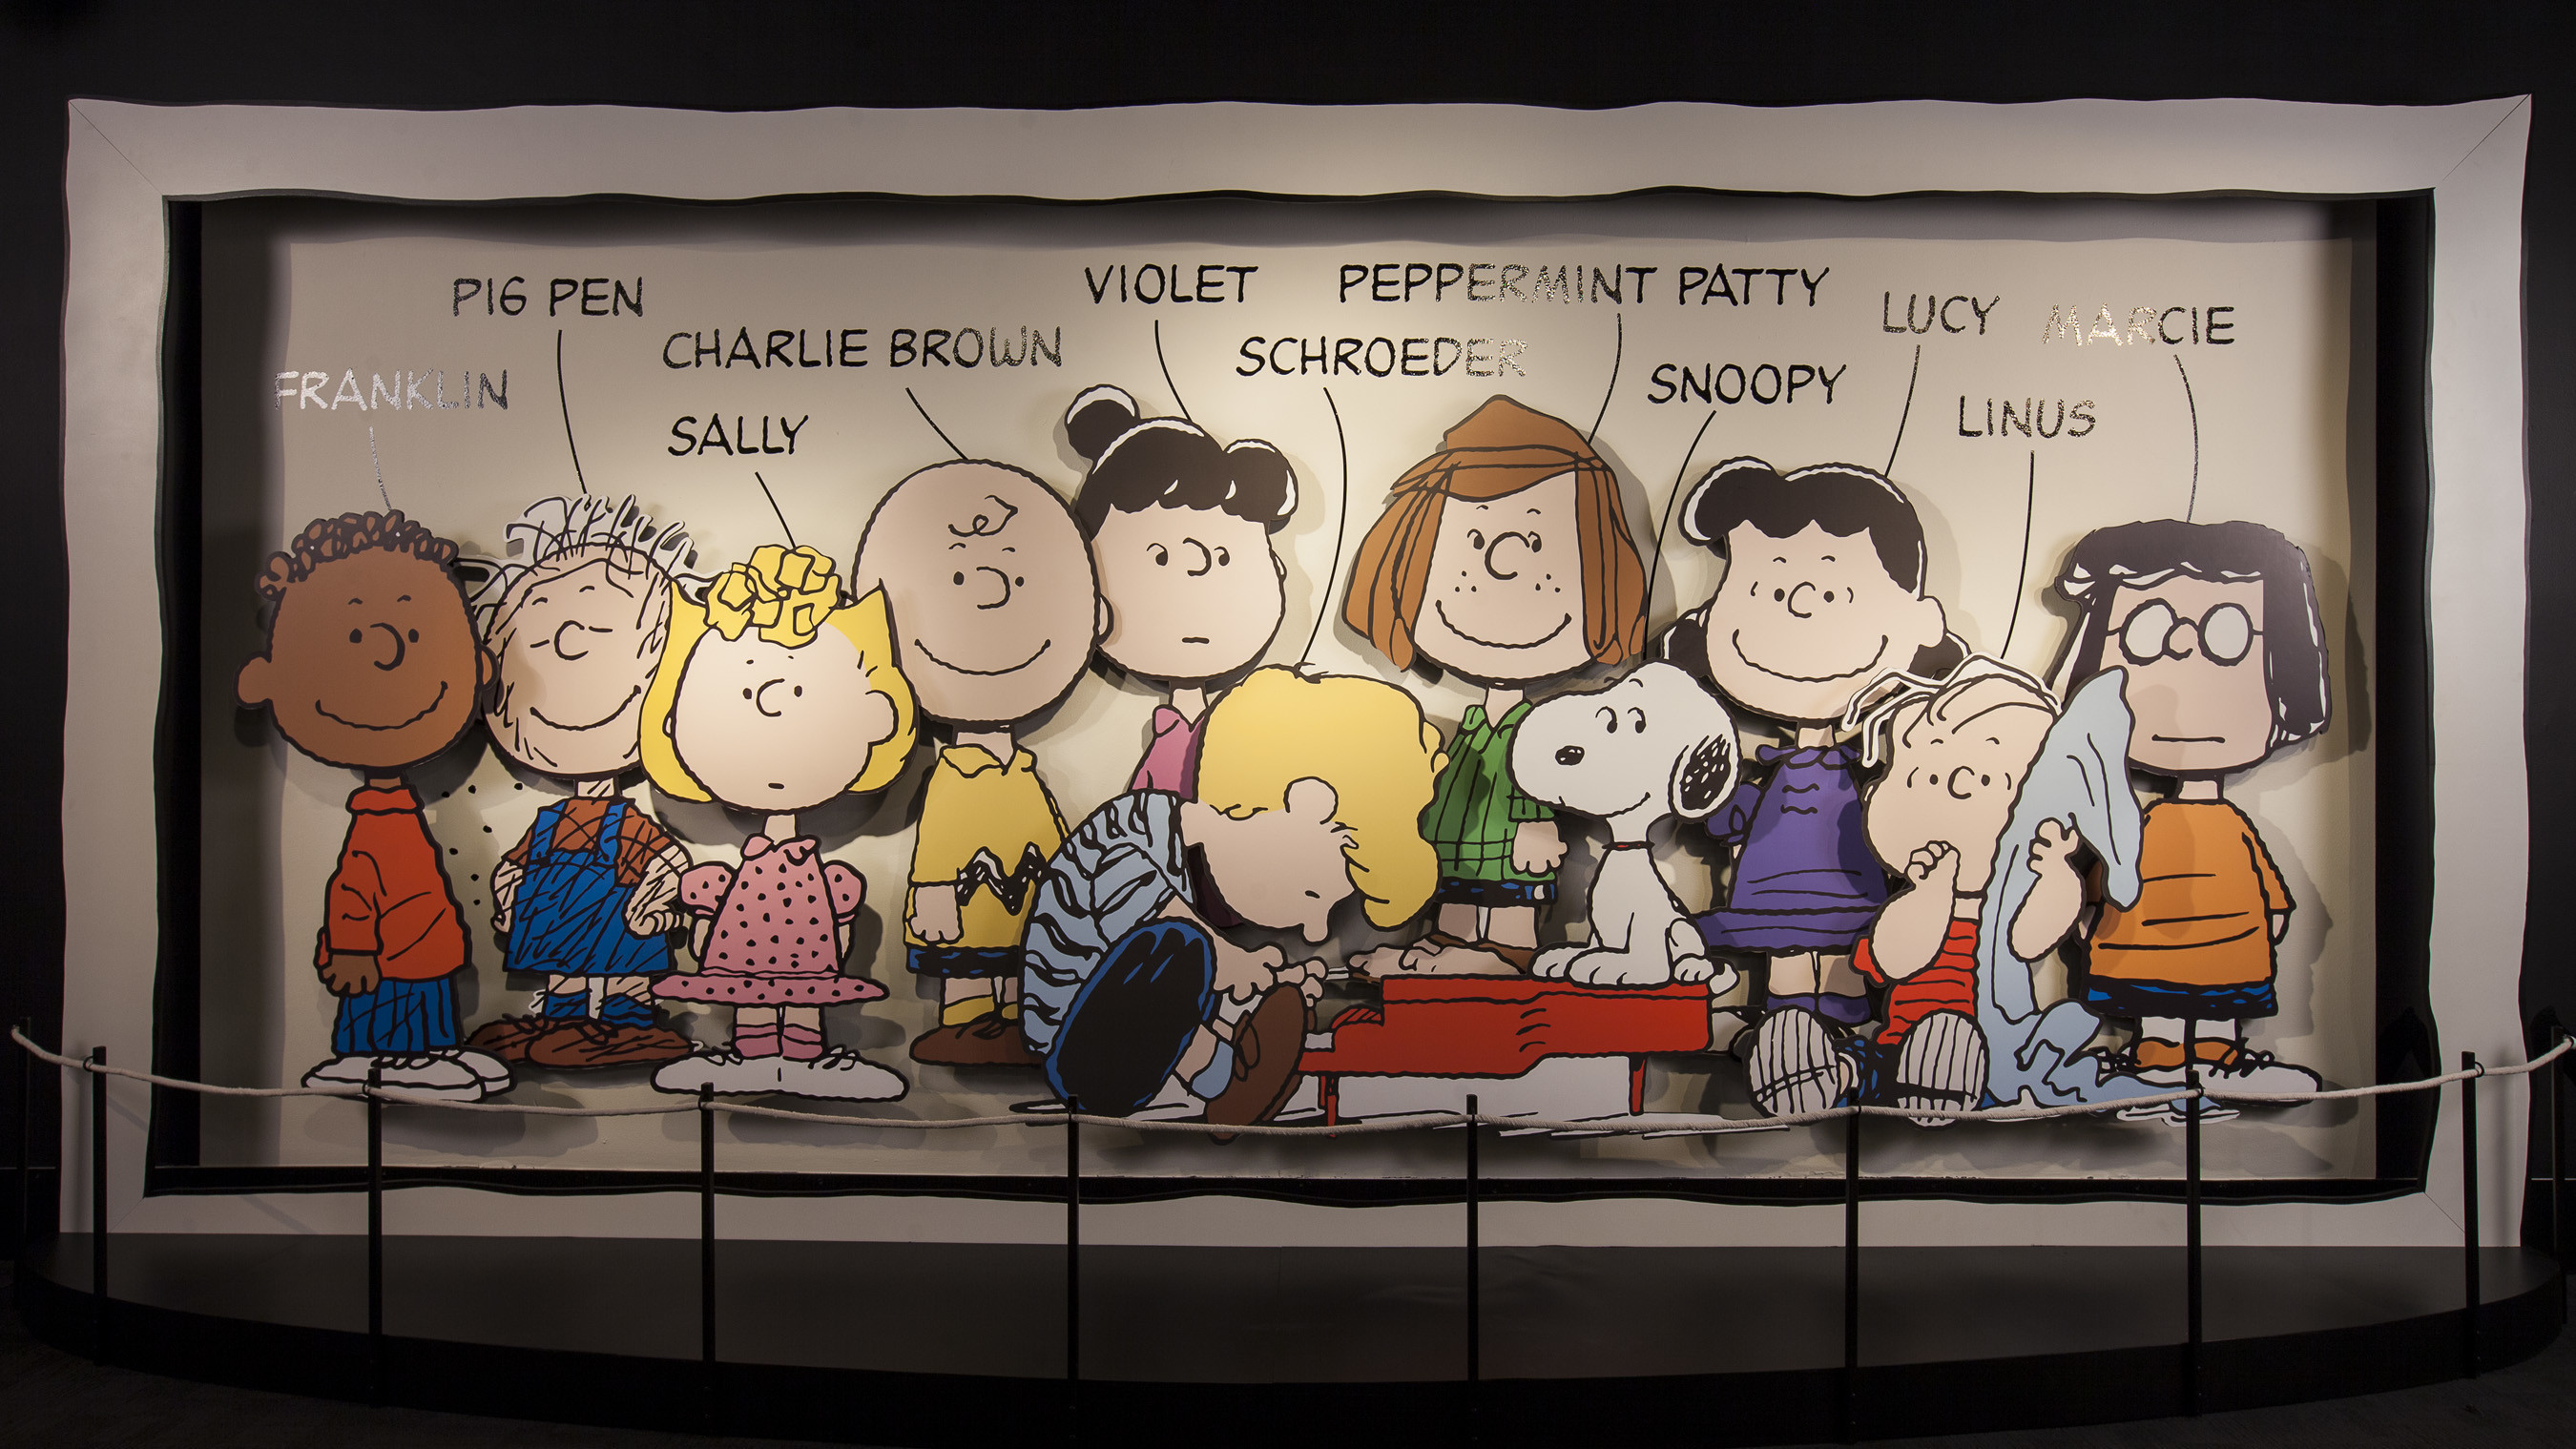 PIG PEN
VIOLET
PEPPERMINT PATTY
LUCY
MARCIE
CHARLIE BROWN
SCHROEDER
FRANKLIN
SNOOPY
SALLY
LINUS